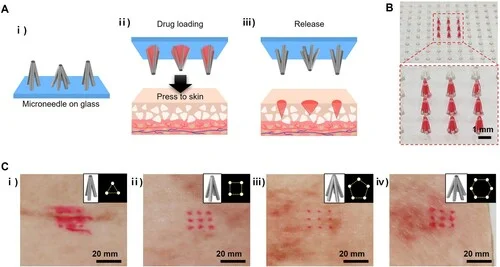 A
i )
Microneedle on glass
ii )
Drug loading
Press to skin
iii )
Release
B
1 mm
C
i )
20 mm
ii )
20 mm
iii )
20 mm
iv )
20 mm